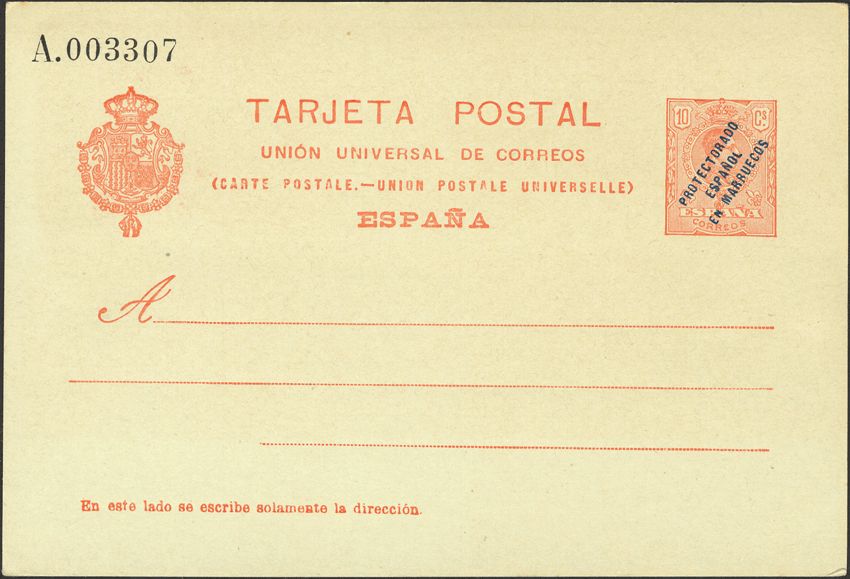 A.003307
TARJETA POSTAL
UNIÓN UNIVERSAL DE CORREOS
(CARTE POSTALE.—UNION POSTALE UNIVERSELLE)
ESPAÑA
10 Cs
PROTECTORADO
ESPAÑOL
EN MARRUECOS
ESPAÑA
CORREOS
A
En este lado se escribe solamente la dirección.